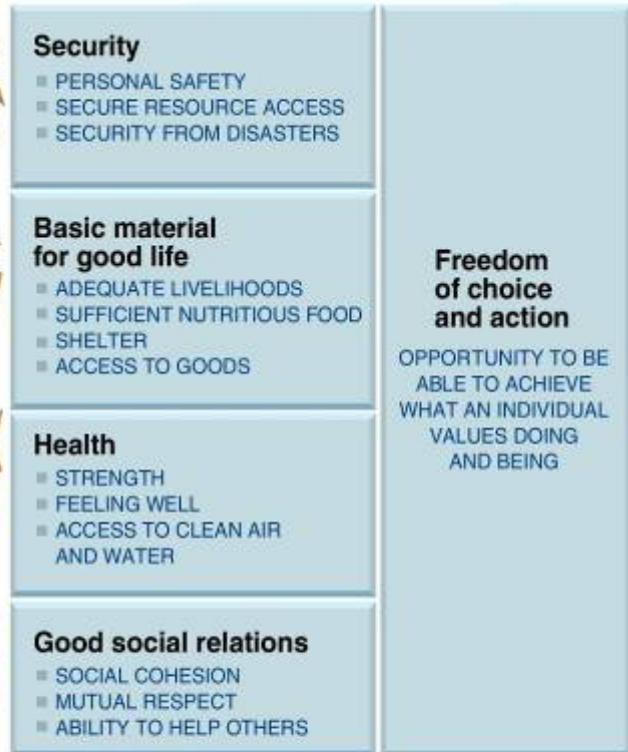 Security
PERSONAL SAFETY
SECURE RESOURCE ACCESS
SECURITY FROM DISASTERS
Basic material
for good life
ADEQUATE LIVELIHOODS
SUFFICIENT NUTRITIOUS FOOD
SHELTER
ACCESS TO GOODS
Health
STRENGTH
FEELING WELL
ACCESS TO CLEAN AIR
AND WATER
Good social relations
SOCIAL COHESION
MUTUAL RESPECT
ABILITY TO HELP OTHERS
Freedom
of choice
and action
OPPORTUNITY TO BE
ABLE TO ACHIEVE
WHAT AN INDIVIDUAL
VALUES DOING
AND BEING